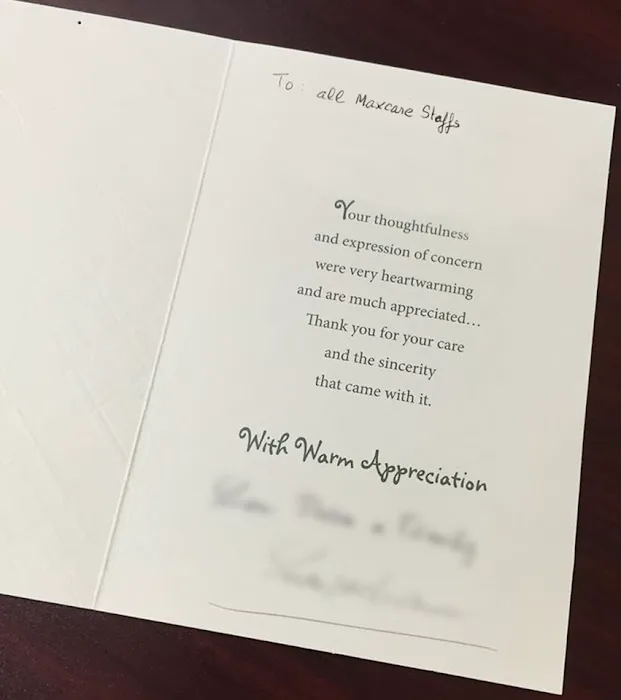 To: all Maxcare Staffs
Your thoughtfulness
and expression of concern
were very heartwarming
and are much appreciated...
Thank you for your care
and the sincerity
that came with it.
With Warm Appreciation